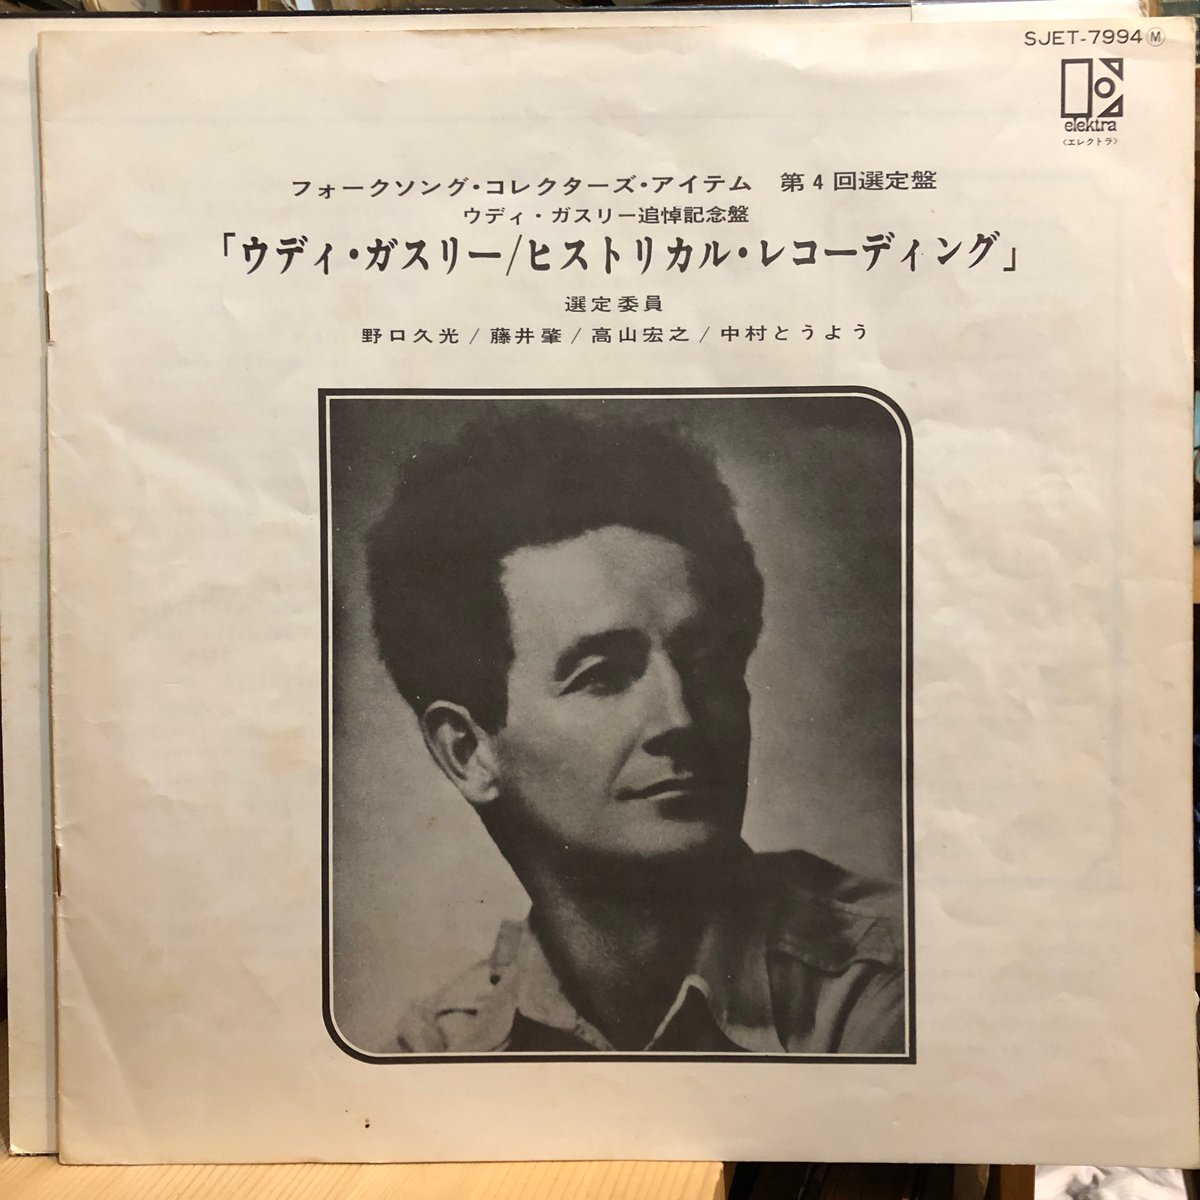 SJET-7994Ⓜ
elektra
〈エレクトラ〉
フォークソング・コレクターズ・アイテム 第4回選定盤
ウディ・ガスリー追悼記念盤
「ウディ・ガスリー/ヒストリカル・レコーディング」
選定委員
野口久光/藤井肇/高山宏之/中村とうよう